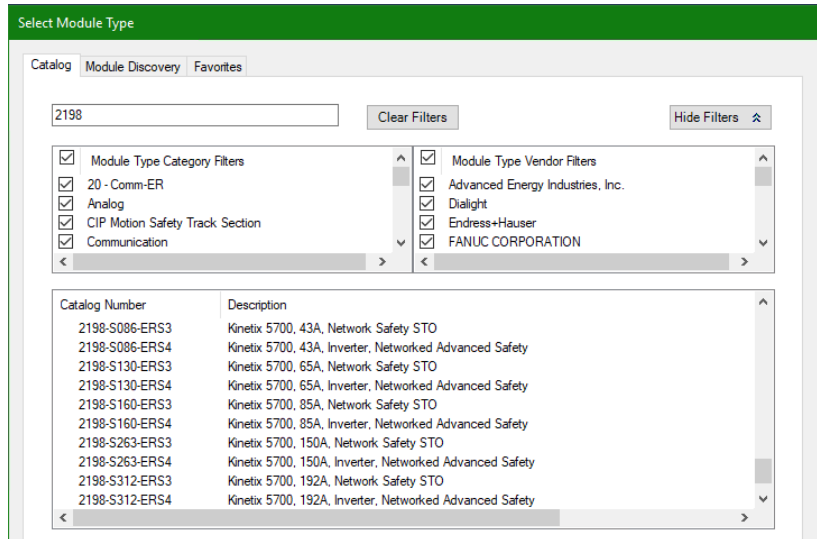 Select Module Type
Catalog Module Discovery Favorites
2198 Clear Filters Hide Filters
Module Type Category Filters
20 - Comm-ER
Analog
CIP Motion Safety Track Section
Communication
Module Type Vendor Filters
Advanced Energy Industries, Inc.
Dialight
Endress+Hauser
FANUC CORPORATION
Catalog Number Description
2198-S086-ERS3 Kinetix 5700, 43A, Network Safety STO
2198-S086-ERS4 Kinetix 5700, 43A, Inverter, Networked Advanced Safety
2198-S130-ERS3 Kinetix 5700, 65A, Network Safety STO
2198-S130-ERS4 Kinetix 5700, 65A, Inverter, Networked Advanced Safety
2198-S160-ERS3 Kinetix 5700, 85A, Network Safety STO
2198-S160-ERS4 Kinetix 5700, 85A, Inverter, Networked Advanced Safety
2198-S263-ERS3 Kinetix 5700, 150A, Network Safety STO
2198-S263-ERS4 Kinetix 5700, 150A, Inverter, Networked Advanced Safety
2198-S312-ERS3 Kinetix 5700, 192A, Network Safety STO
2198-S312-ERS4 Kinetix 5700, 192A, Inverter, Networked Advanced Safety